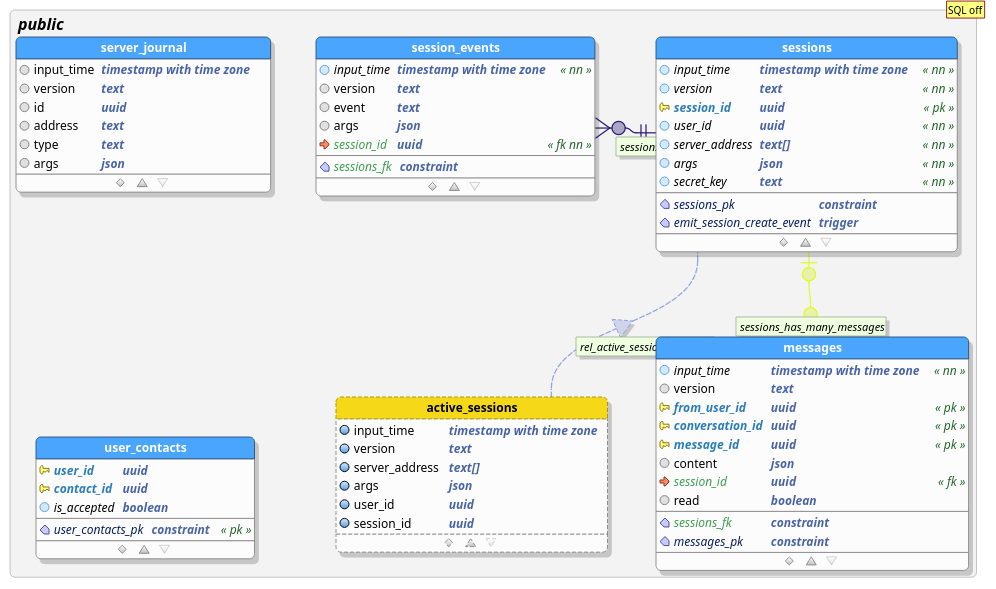 SQL off
public
server_journal
input_time timestamp with time zone
version text
id uuid
address text
type text
args json
session_events
input_time timestamp with time zone « nn »
version text
event text
args json
session_id uuid « fk nn »
sessions_fk constraint
sessions
input_time timestamp with time zone « nn »
version text « nn »
session_id uuid « pk »
user_id uuid « nn »
server_address text[] « nn »
args json « nn »
secret_key text « nn »
sessions_pk constraint
emit_session_create_event trigger
sessions_has_many_messages
messages
input_time timestamp with time zone « nn »
version text
from_user_id uuid « pk »
conversation_id uuid « pk »
message_id uuid « pk »
content json
session_id uuid « fk »
read boolean
sessions_fk constraint
messages_pk constraint
active_sessions
input_time timestamp with time zone
version text
server_address text[]
args json
user_id uuid
session_id uuid
user_contacts
user_id uuid
contact_id uuid
is_accepted boolean
user_contacts_pk constraint « pk »